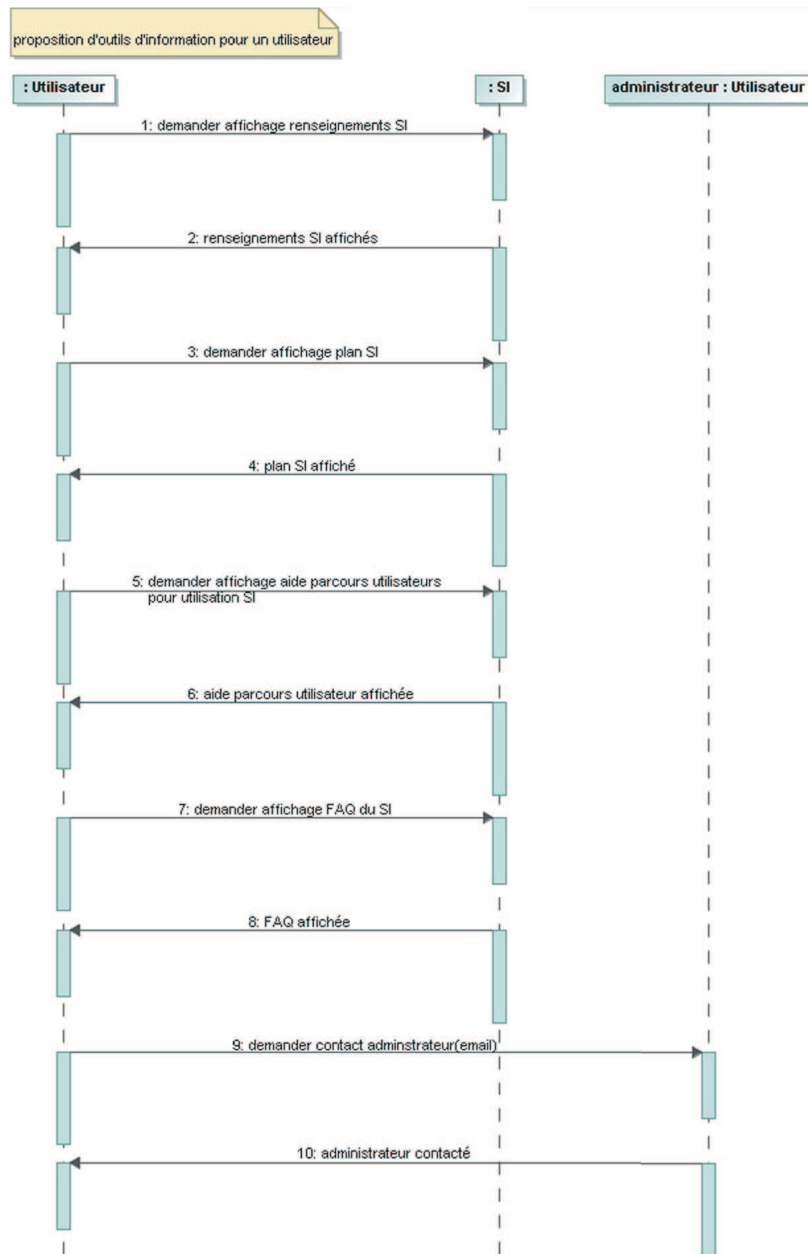 proposition d'outils d'information pour un utilisateur
: Utilisateur
: SI
administrateur : Utilisateur
1: demander affichage renseignements SI
2: renseignements SI affichés
3: demander affichage plan SI
4: plan SI affiché
5: demander affichage aide parcours utilisateurs
pour utilisation SI
6: aide parcours utilisateur affichée
7: demander affichage FAQ du SI
8: FAQ affichée
9: demander contact adminstrateur(email)
10: administrateur contacté